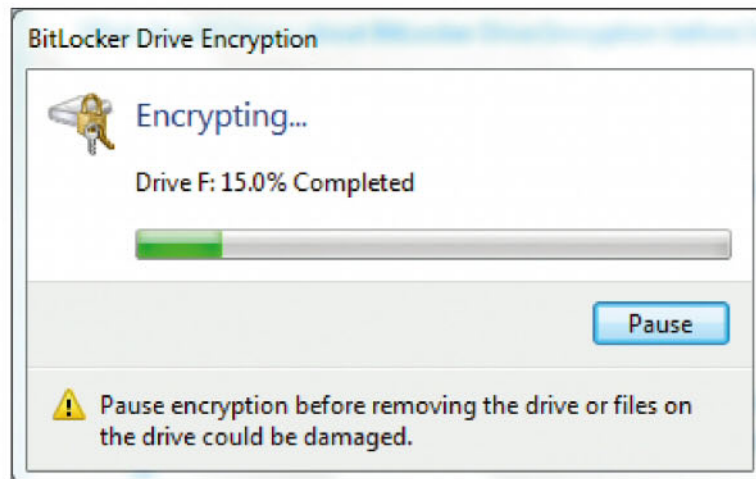 BitLocker Drive Encryption
Encrypting...
Drive F: 15.0% Completed
Pause
Pause encryption before removing the drive or files on
the drive could be damaged.